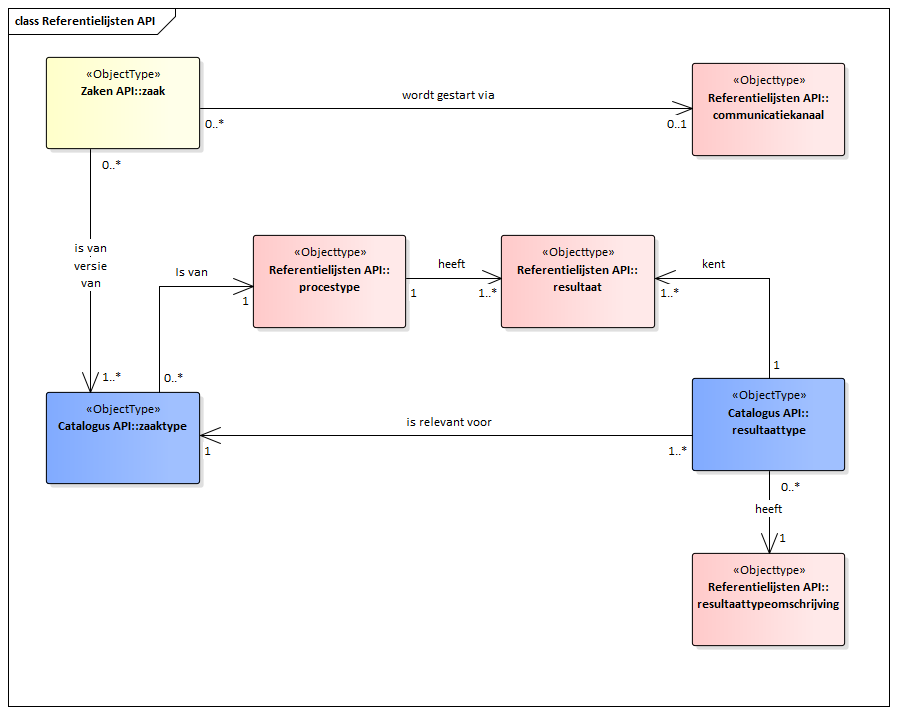 class Referentielijsten API
«ObjectType»
Zaken API::zaak
«Objecttype»
Referentielijsten API::
communicatiekanaal
wordt gestart via
0..*
0..1
0..*
is van
versie
van
1..*
«Objecttype»
Referentielijsten API::
procestype
«Objecttype»
Referentielijsten API::
resultaat
Is van
1
0..*
heeft
1
1..*
kent
1..*
1
«ObjectType»
Catalogus API::zaaktype
«ObjectType»
Catalogus API::
resultaattype
is relevant voor
1
1..*
0..*
heeft
1
«Objecttype»
Referentielijsten API::
resultaattypeomschrijving